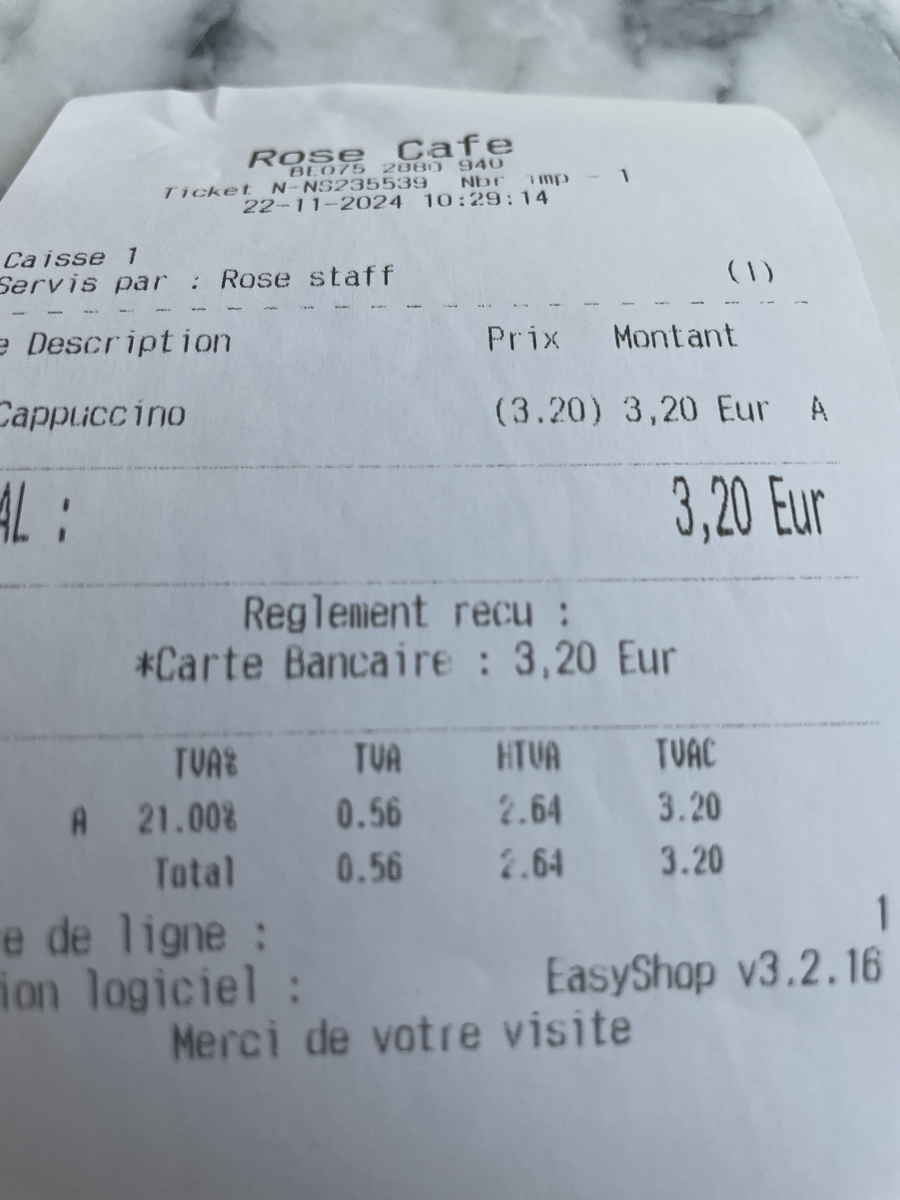 Rose Cafe
BE075 2880 940
Ticket N-NS235539 Nbr imp - 1
22-11-2024 10:29:14
Caisse 1
Servis par : Rose staff (1)
e Description Prix Montant
Cappuccino (3.20) 3,20 Eur A
AL : 3,20 Eur
Reglement recu :
*Carte Bancaire : 3,20 Eur
TVA% TVA HTVA TVAC
A 21.00% 0.56 2.64 3.20
Total 0.56 2.64 3.20
e de ligne : 1
ion logiciel : EasyShop v3.2.16
Merci de votre visite